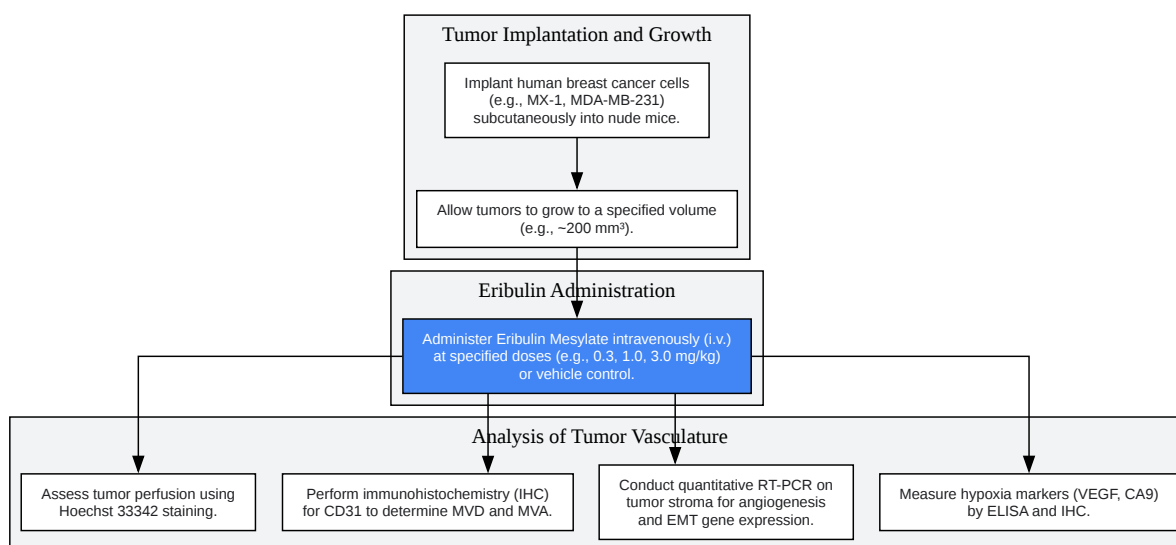 Tumor Implantation and Growth
Implant human breast cancer cells
(e.g., MX-1, MDA-MB-231)
subcutaneously into nude mice.
Allow tumors to grow to a specified volume
(e.g., ~200 mm³).
Eribulin Administration
Administer Eribulin Mesylate intravenously (i.v.)
at specified doses (e.g., 0.3, 1.0, 3.0 mg/kg)
or vehicle control.
Analysis of Tumor Vasculature
Assess tumor perfusion using
Hoechst 33342 staining.
Perform immunohistochemistry (IHC)
for CD31 to determine MVD and MVA.
Conduct quantitative RT-PCR on
tumor stroma for angiogenesis
and EMT gene expression.
Measure hypoxia markers (VEGF, CA9)
by ELISA and IHC.